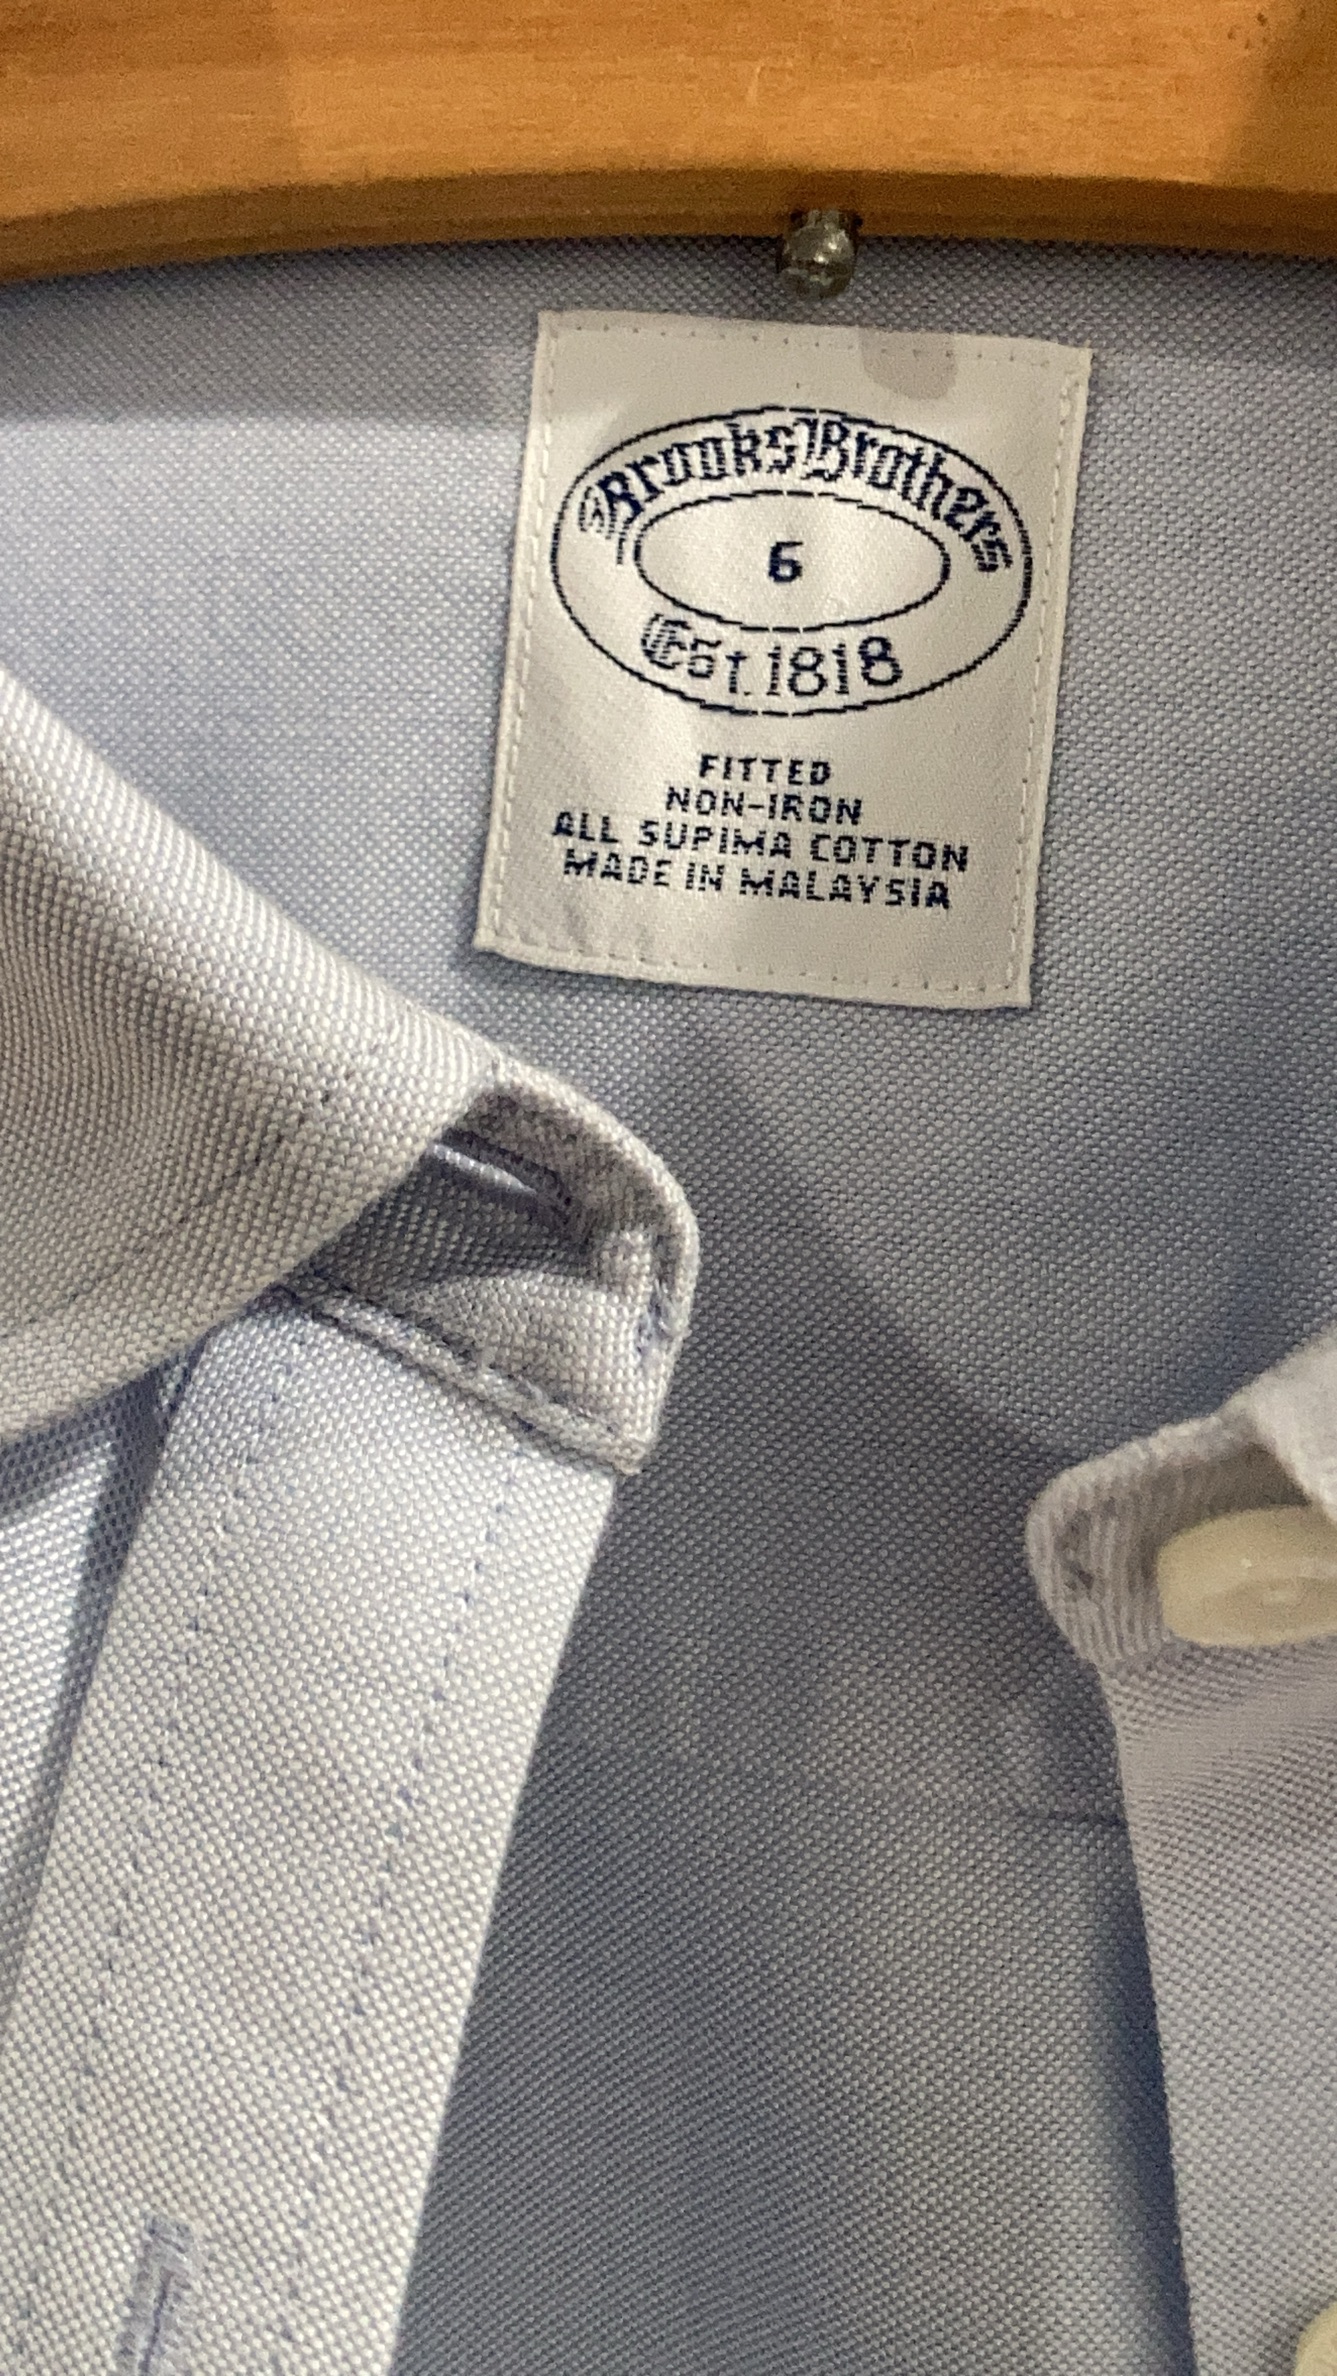 Brooks Brothers
6
Est. 1818
FITTED
NON-IRON
ALL SUPIMA COTTON
MADE IN MALAYSIA